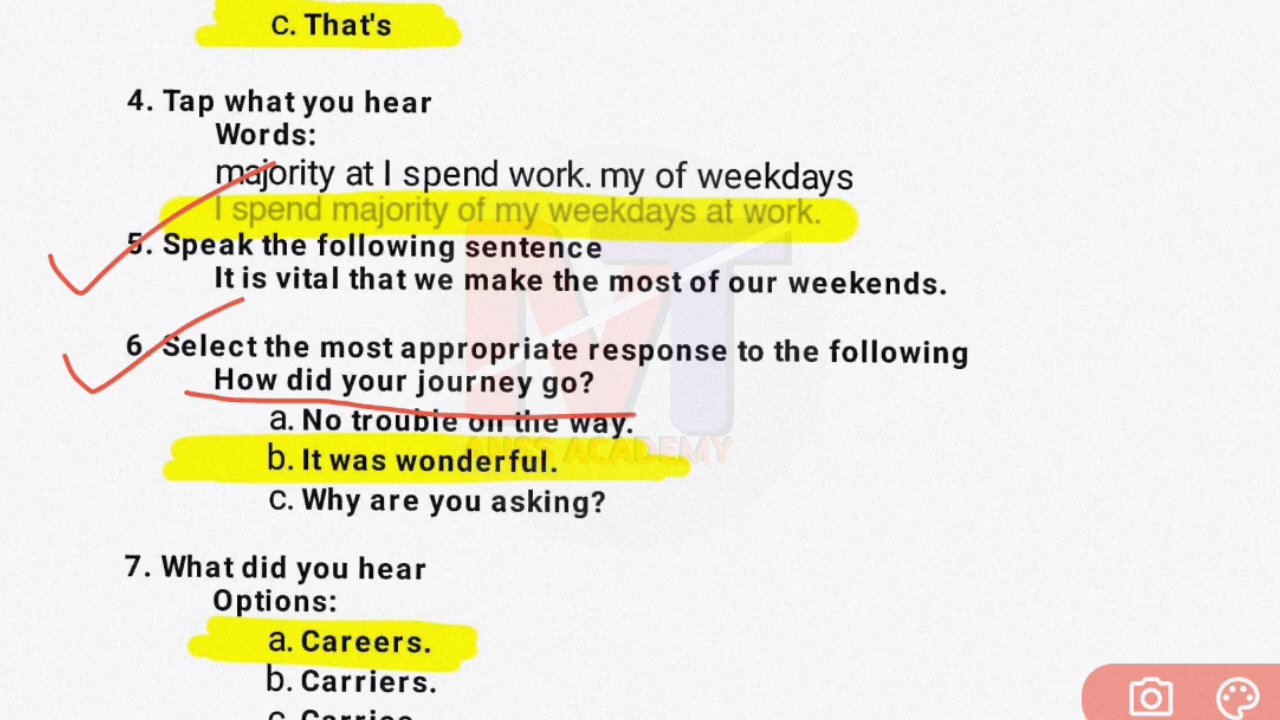 c. That's
4. Tap what you hear
Words:
majority at I spend work. my of weekdays
I spend majority of my weekdays at work.
5. Speak the following sentence
It is vital that we make the most of our weekends.
6. Select the most appropriate response to the following
How did your journey go?
a. No trouble on the way.
b. It was wonderful.
c. Why are you asking?
7. What did you hear
Options:
a. Careers.
b. Carriers.